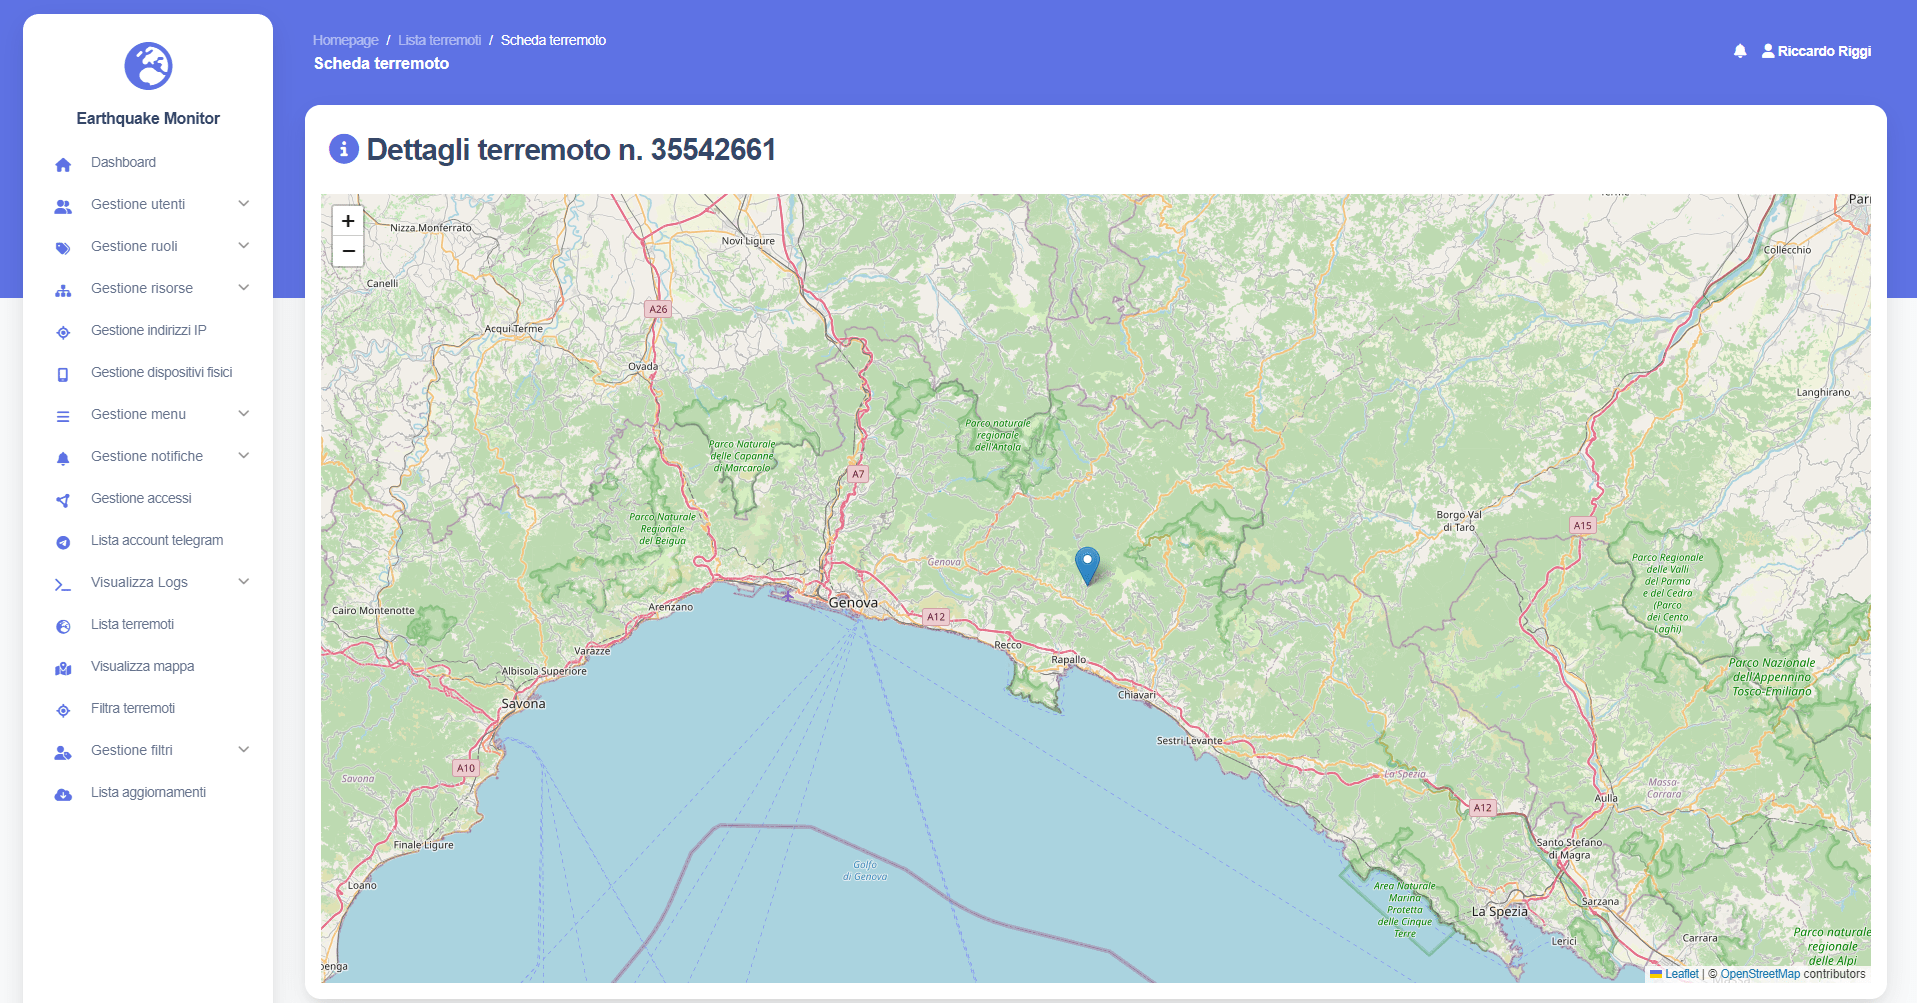 Homepage / Lista terremoti / Scheda terremoto
Scheda terremoto
Riccardo Riggi
Earthquake Monitor
Dashboard
Gestione utenti
Gestione ruoli
Gestione risorse
Gestione indirizzi IP
Gestione dispositivi fisici
Gestione menu
Gestione notifiche
Gestione accessi
Lista account telegram
Visualizza Logs
Lista terremoti
Visualizza mappa
Filtra terremoti
Gestione filtri
Lista aggiornamenti
Dettagli terremoto n. 35542661
+
−
Nizza Monferrato
Novi Ligure
Collecchio
Canelli
A26
Acqui Terme
Ovada
Langhirano
Parco Naturale
delle Capanne
di Marcarolo
Parco naturale
regionale
dell'Antola
A7
Parco Naturale
Regionale
del Beigua
Borgo Val
di Taro
A15
Genova
Parco Regionale
delle Valli
del Parma
e del Cedra
(Parco
dei Cento
Laghi)
Cairo Montenotte
Arenzano
Genova
A12
Recco
Rapallo
Varazze
Albisola Superiore
Savona
Chiavari
Parco Nazionale
dell'Appennino
Tosco-Emiliano
Sestri Levante
A10
Savona
La Spezia
Massa-
Carrara
Aulla
A12
Finale Ligure
Santo Stefano
di Magra
Golfo
di Genova
Loano
Area Naturale
Marina
Protetta
delle Cinque
Terre
La Spezia
Sarzana
Lerici
Carrara
Parco naturale
regionale
delle Alpi
Leaflet | © OpenStreetMap contributors